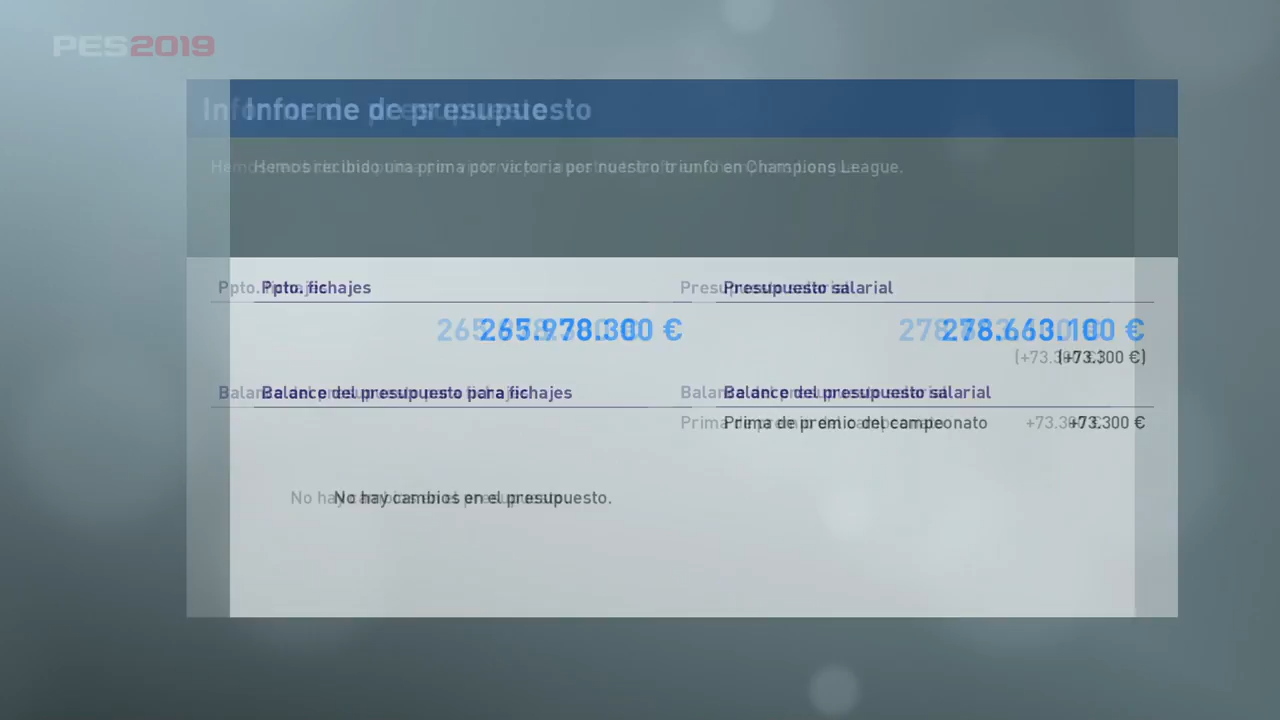 PES2019
Informe de presupuesto
Hemos recibido una prima por victoria por nuestro triunfo en Champions League.
Ppto. fichajes
Presupuesto salarial
265.978.300 €
278.663.100 €
(+73.300 €)
Balance del presupuesto para fichajes
Balance del presupuesto salarial
Prima de premio del campeonato
+73.300 €
No hay cambios en el presupuesto.